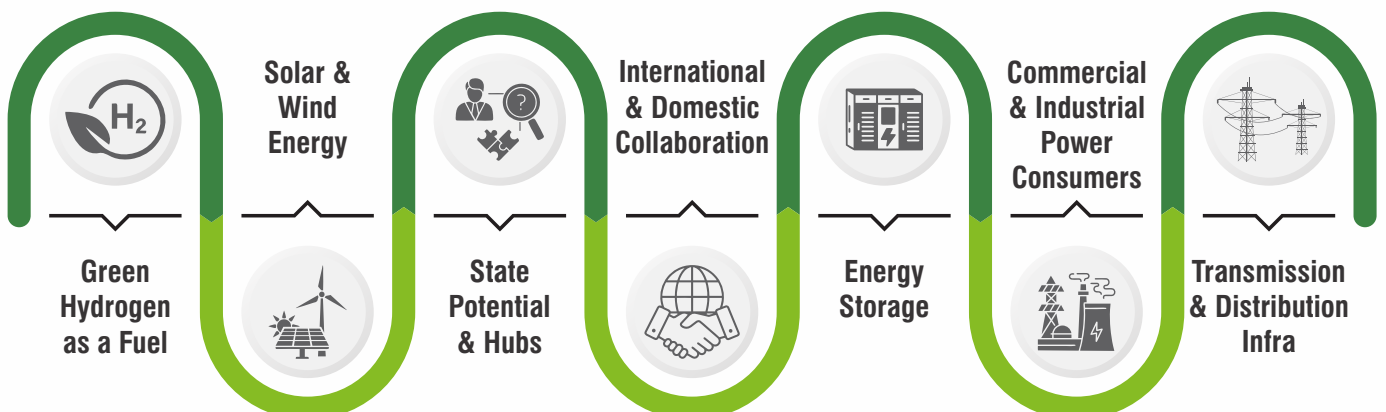 H2
Green
Hydrogen
as a Fuel
Solar &
Wind
Energy
?
State
Potential
& Hubs
International
& Domestic
Collaboration
Energy
Storage
Commercial
& Industrial
Power
Consumers
Transmission
& Distribution
Infra